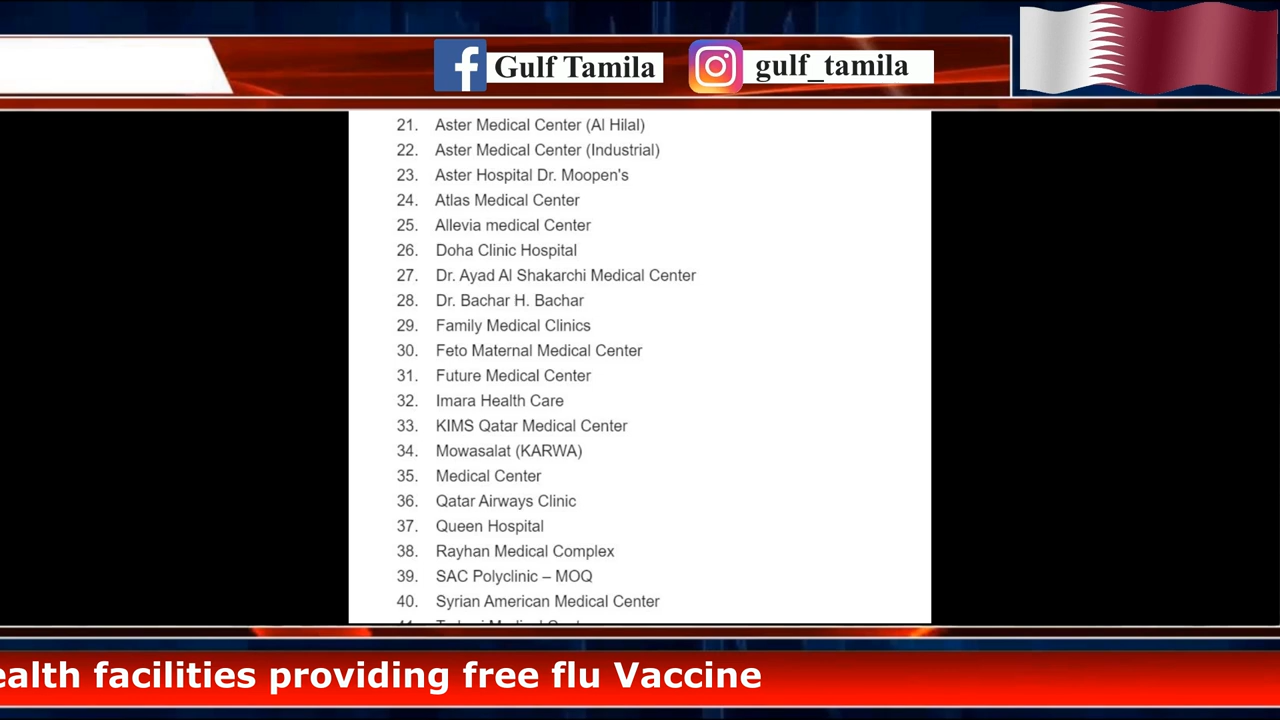 Gulf Tamila
gulf_tamila
21. Aster Medical Center (Al Hilal)
22. Aster Medical Center (Industrial)
23. Aster Hospital Dr. Moopen's
24. Atlas Medical Center
25. Allevia medical Center
26. Doha Clinic Hospital
27. Dr. Ayad Al Shakarchi Medical Center
28. Dr. Bachar H. Bachar
29. Family Medical Clinics
30. Feto Maternal Medical Center
31. Future Medical Center
32. Imara Health Care
33. KIMS Qatar Medical Center
34. Mowasalat (KARWA)
35. Medical Center
36. Qatar Airways Clinic
37. Queen Hospital
38. Rayhan Medical Complex
39. SAC Polyclinic – MOQ
40. Syrian American Medical Center
ealth facilities providing free flu Vaccine